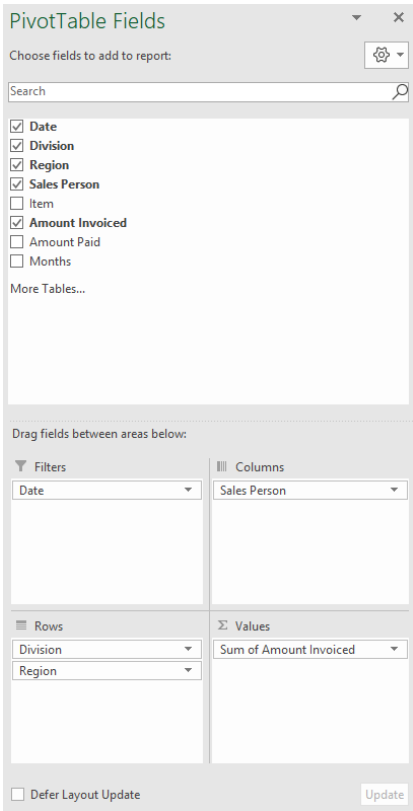 PivotTable Fields
Choose fields to add to report:
Search
Date
Division
Region
Sales Person
Item
Amount Invoiced
Amount Paid
Months
More Tables...
Drag fields between areas below:
Filters
Columns
Date
Sales Person
Rows
Σ Values
Division
Sum of Amount Invoiced
Region
Defer Layout Update
Update